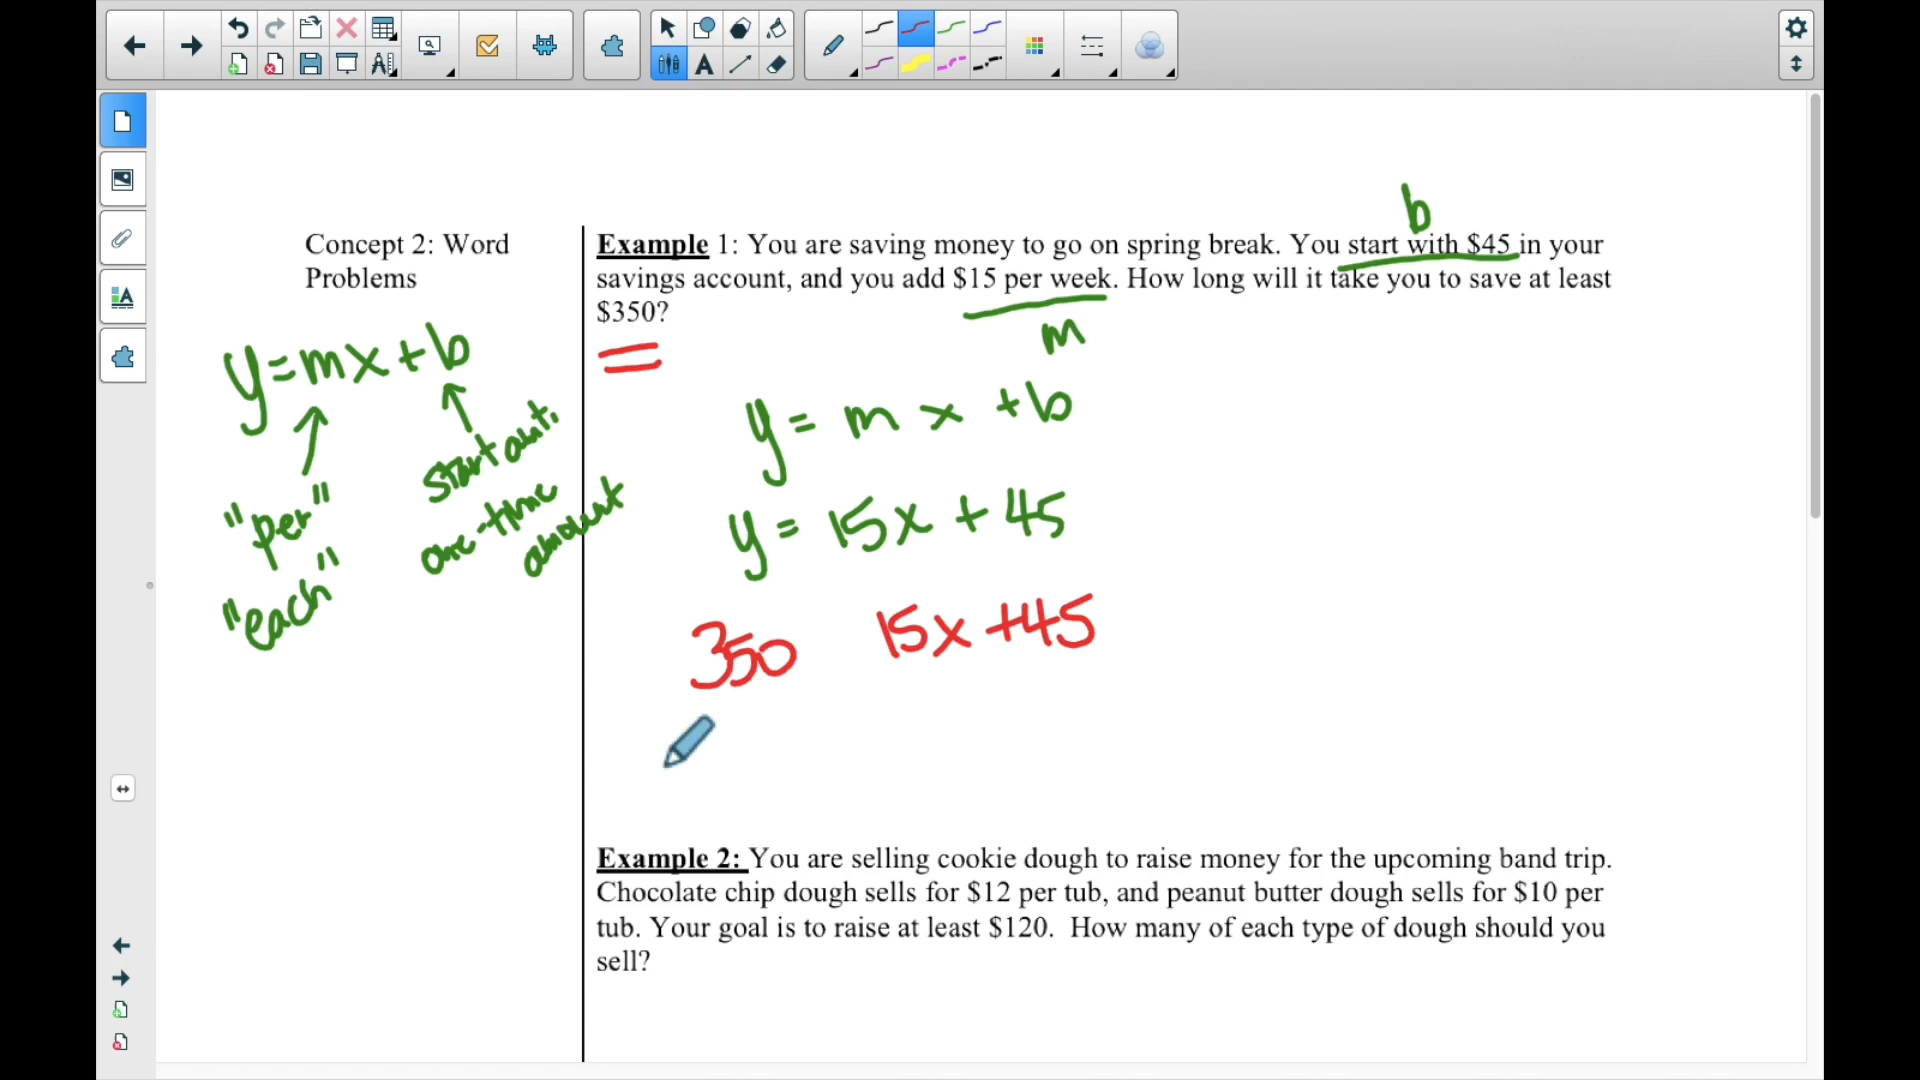 Concept 2: Word
Problems
y=mx+b
"per"
"each"
start amt.
one-time
amount
b
Example 1: You are saving money to go on spring break. You start with $45 in your
savings account, and you add $15 per week. How long will it take you to save at least
$350?
m
y = m x +b
y = 15x + 45
350 15x+45
Example 2: You are selling cookie dough to raise money for the upcoming band trip.
Chocolate chip dough sells for $12 per tub, and peanut butter dough sells for $10 per
tub. Your goal is to raise at least $120. How many of each type of dough should you
sell?